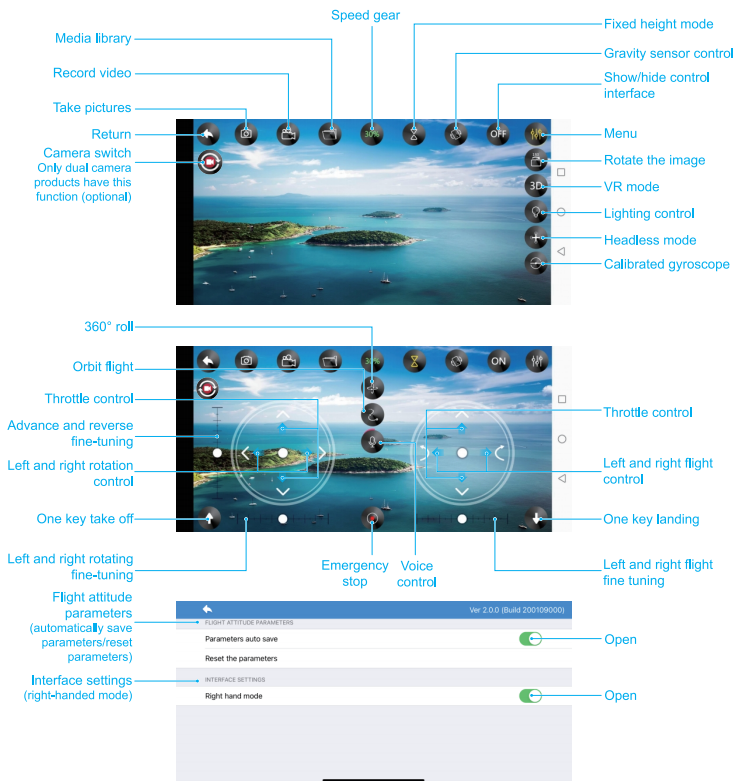 Speed gear
Media library
Record video
Take pictures
Return
Camera switch
Only dual camera
products have this
function (optional)
Fixed height mode
Gravity sensor control
Show/hide control
interface
Menu
Rotate the image
VR mode
Lighting control
Headless mode
Calibrated gyroscope
30%
OFF
3D
360° roll
Orbit flight
Throttle control
Advance and reverse
fine-tuning
Left and right rotation
control
One key take off
Left and right rotating
fine-tuning
30%
ON
Throttle control
Left and right flight
control
One key landing
Left and right flight
fine tuning
Emergency
stop
Voice
control
Flight attitude
parameters
(automatically save
parameters/reset
parameters)
Interface settings
(right-handed mode)
Ver 2.0.0 (Build 200109000)
FLIGHT ATTITUDE PARAMETERS
Parameters auto save
Open
Reset the parameters
INTERFACE SETTINGS
Right hand mode
Open